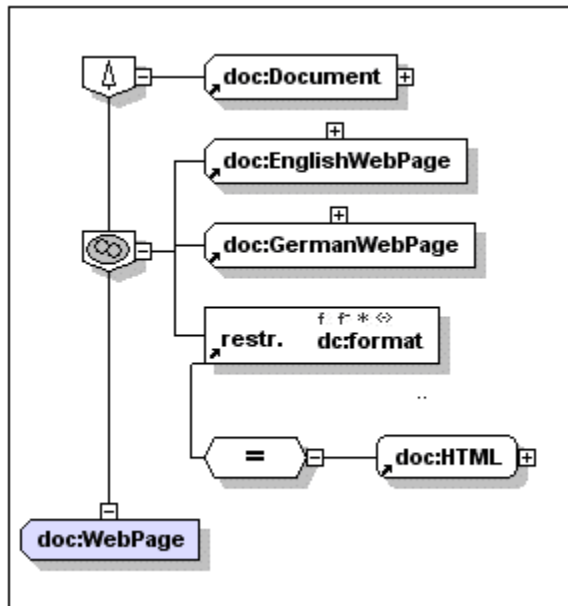 doc:Document
doc:EnglishWebPage
doc:GermanWebPage
restr. dc:format
=
doc:HTML
doc:WebPage